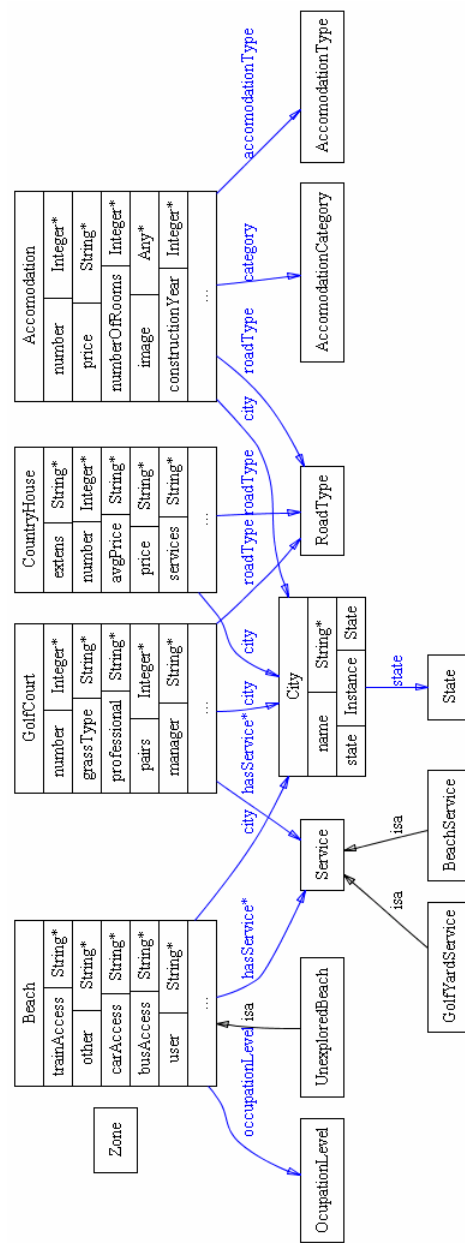 Zone
Beach
trainAccess String*
other String*
carAccess String*
busAccess String*
user String*
...
GolfCourt
number Integer*
grassType String*
professional String*
pairs Integer*
manager String*
...
CountryHouse
extens String*
number Integer*
avgPrice String*
price String*
services String*
...
Accomodation
number Integer*
price String*
numberOfRooms Integer*
image Any*
constructionYear Integer*
...
occupationLevel
isa
hasService*
city
hasService*
city
city
roadType
roadType
city
roadType
category
accomodationType
OcupationLevel
UnexploredBeach
Service
City
name String*
state Instance State
RoadType
AccomodationCategory
AccomodationType
isa
isa
state
GolfYardService
BeachService
State